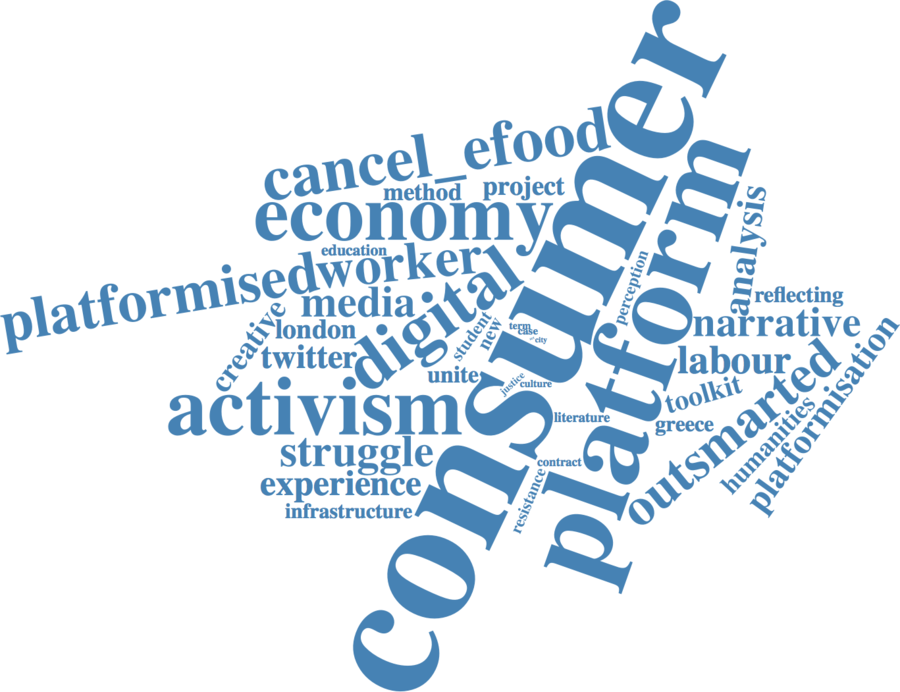 consumer
platform
cancel_efood
method
project
economy
education
platformisedworker
media
digital
creative
london
twitter
student
new
term
case
city
unite
justice
culture
activism
literature
struggle
experience
infrastructure
contract
resistance
perception
analysis
reflecting
narrative
labour
toolkit
greece
outsmarted
humanities
platformisation